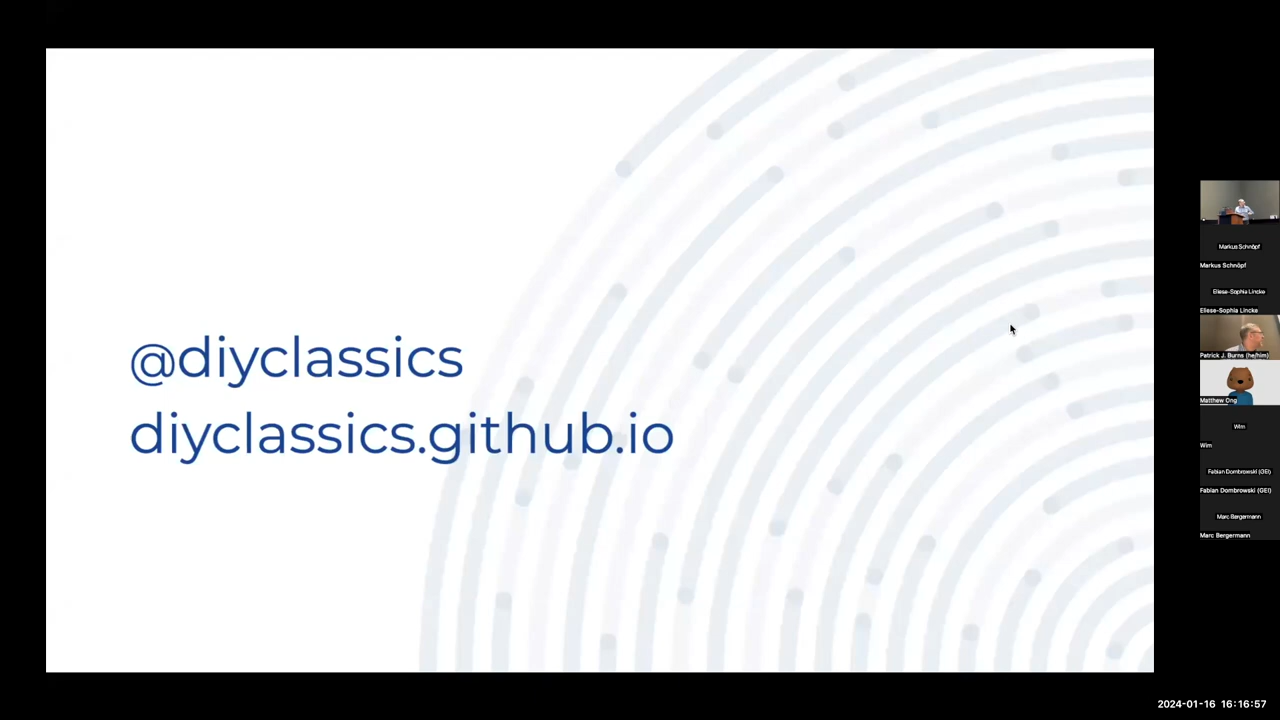 @diyclassics
diyclassics.github.io
Markus Schnöpf
Markus Schnöpf
Eliese-Sophia Lincke
Eliese-Sophia Lincke
Patrick J. Burns (he/him)
Matthew Ong
Wim
Wim
Fabian Dombrowski (GEI)
Fabian Dombrowski (GEI)
Marc Bergermann
Marc Bergermann
2024-01-16 16:16:57